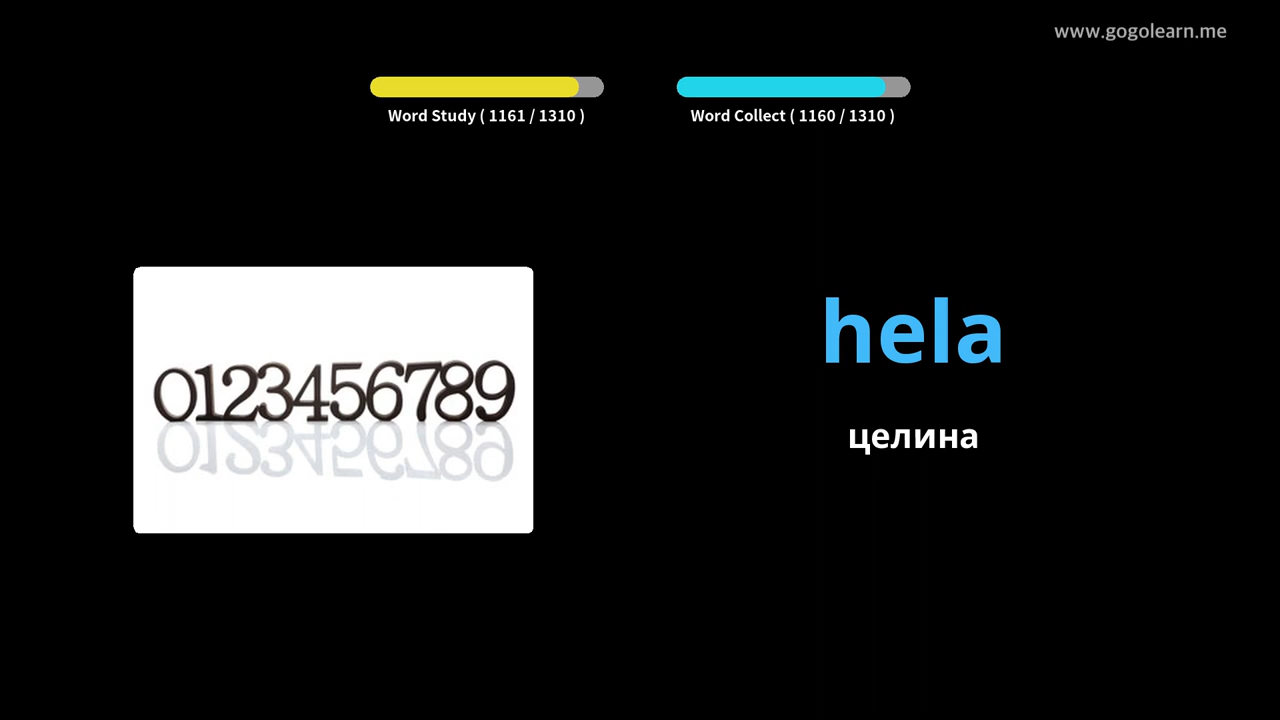 www.gogolearn.me
Word Study ( 1161 / 1310 )
Word Collect ( 1160 / 1310 )
0123456789
hela
целина